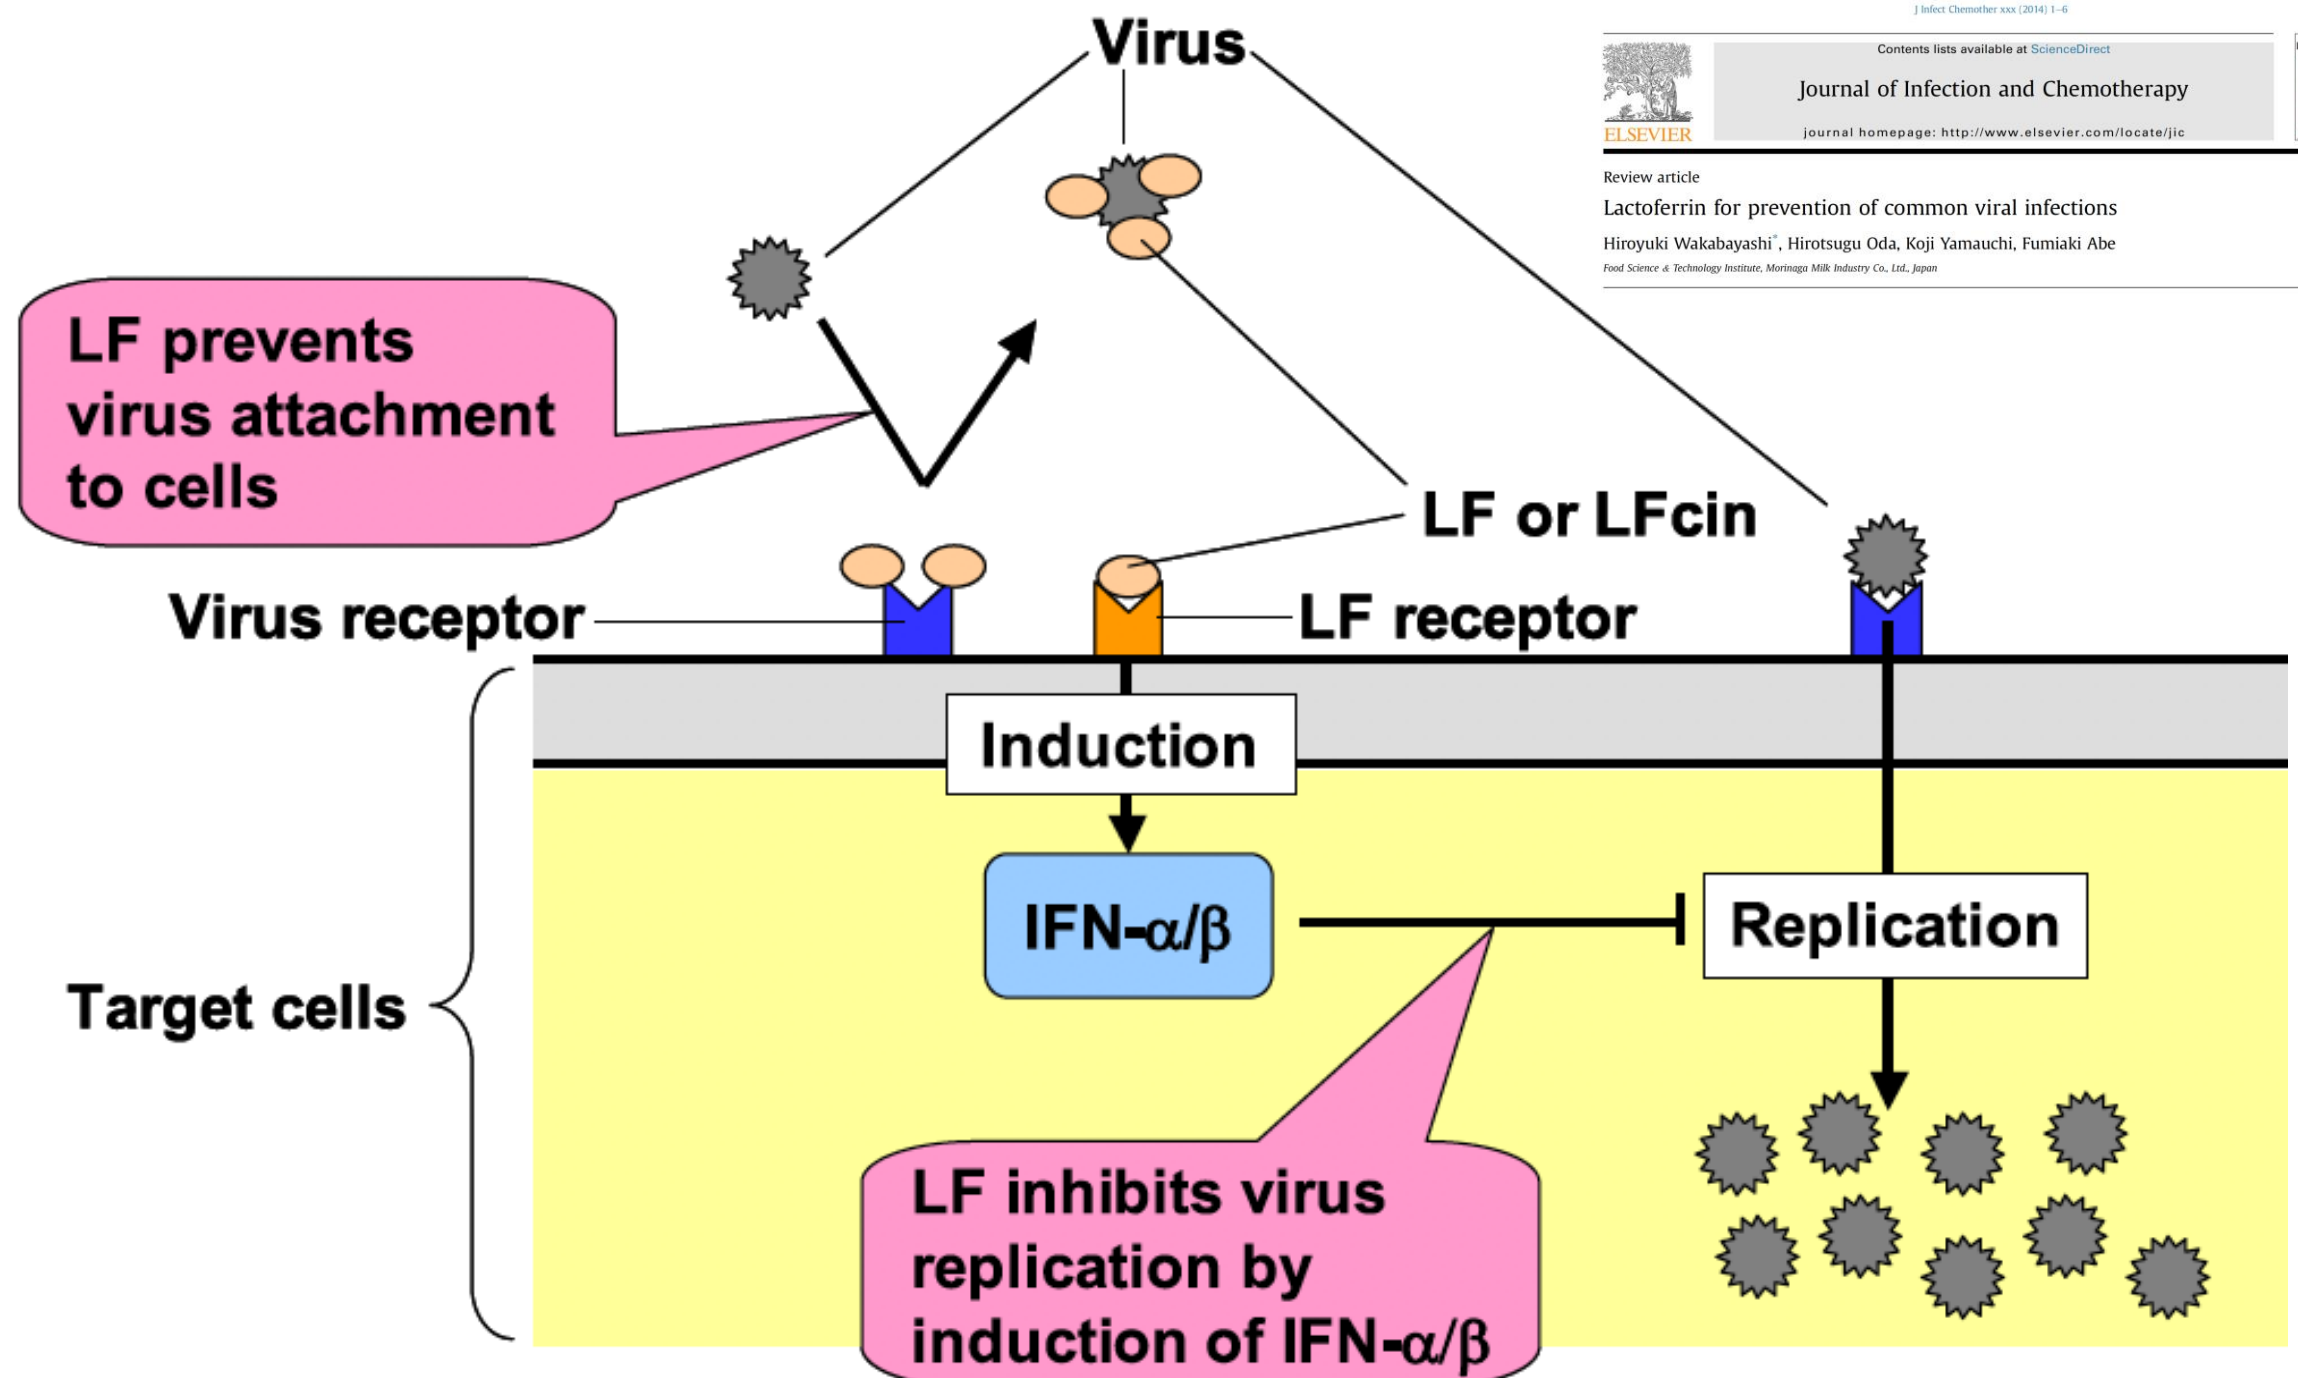 Virus
J Infect Chemother xxx (2014) 1–6
Contents lists available at ScienceDirect
Journal of Infection and Chemotherapy
journal homepage: http://www.elsevier.com/locate/jic
ELSEVIER
Review article
Lactoferrin for prevention of common viral infections
Hiroyuki Wakabayashi*, Hirotsugu Oda, Koji Yamauchi, Fumiaki Abe
Food Science & Technology Institute, Morinaga Milk Industry Co., Ltd., Japan
LF prevents
virus attachment
to cells
LF or LFcin
Virus receptor
LF receptor
Induction
IFN-α/β
Replication
Target cells
LF inhibits virus
replication by
induction of IFN-α/β